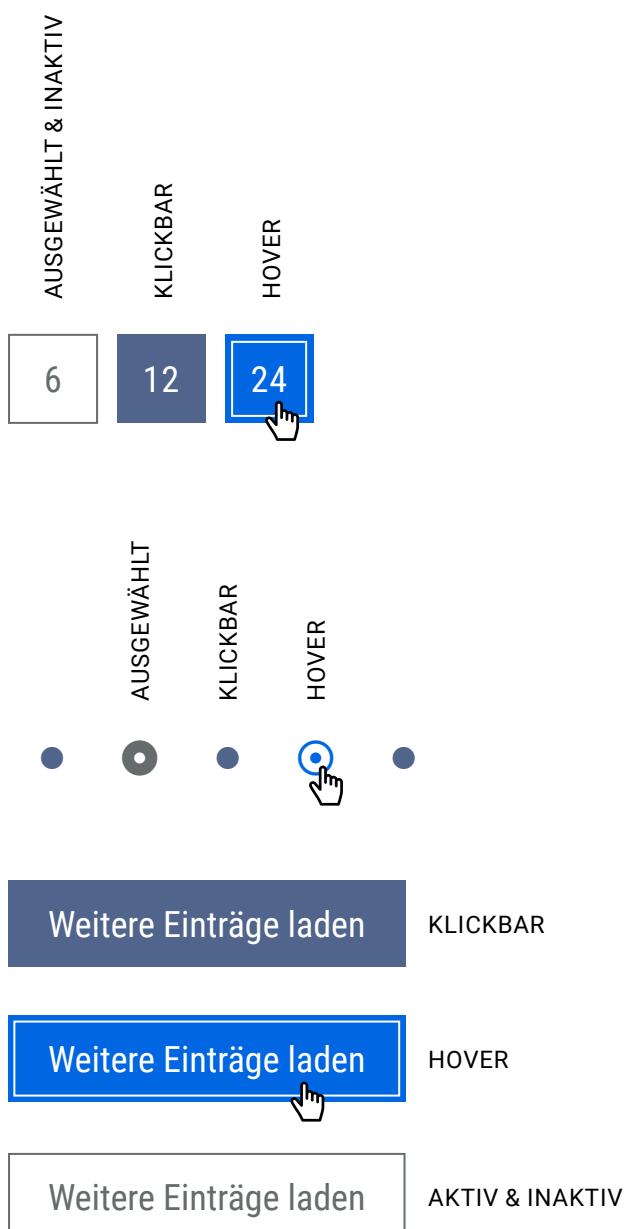 AUSGEWÄHLT & INAKTIV
KLICKBAR
HOVER
6
12
24
AUSGEWÄHLT
KLICKBAR
HOVER
Weitere Einträge laden
KLICKBAR
Weitere Einträge laden
HOVER
Weitere Einträge laden
AKTIV & INAKTIV